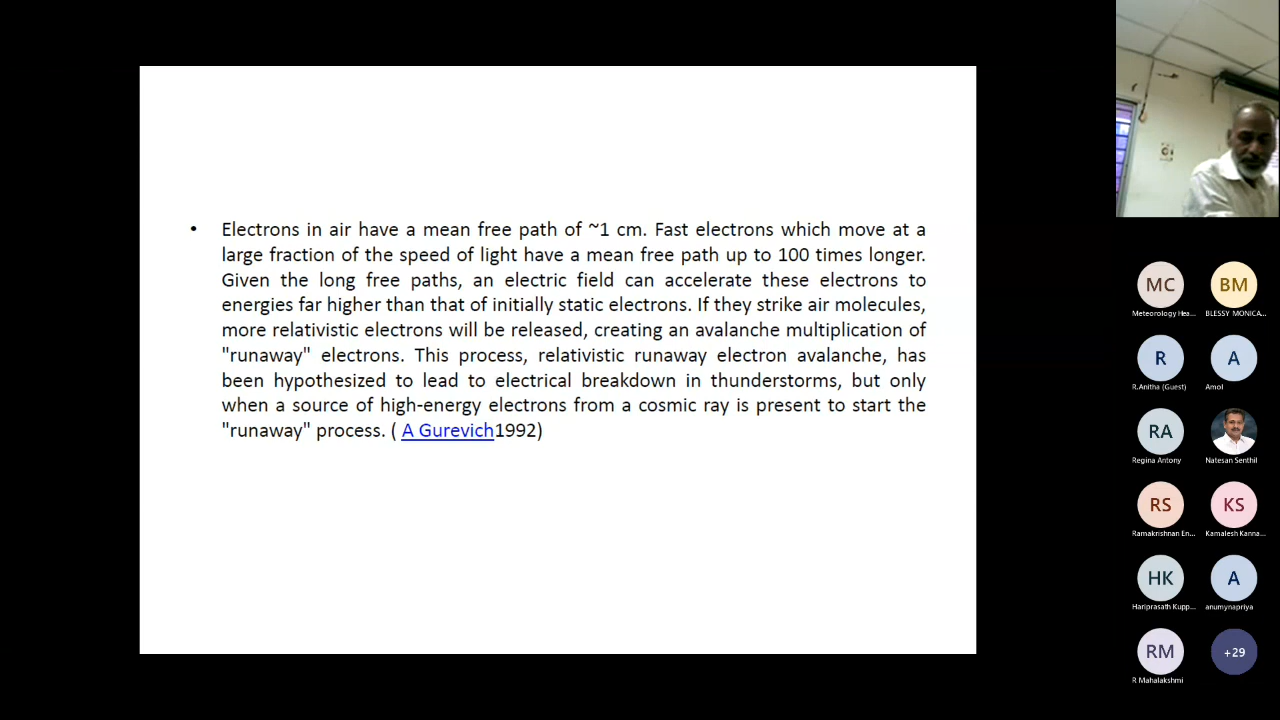 • Electrons in air have a mean free path of ~1 cm. Fast electrons which move at a
large fraction of the speed of light have a mean free path up to 100 times longer.
Given the long free paths, an electric field can accelerate these electrons to
energies far higher than that of initially static electrons. If they strike air molecules,
more relativistic electrons will be released, creating an avalanche multiplication of
"runaway" electrons. This process, relativistic runaway electron avalanche, has
been hypothesized to lead to electrical breakdown in thunderstorms, but only
when a source of high-energy electrons from a cosmic ray is present to start the
"runaway" process. ( A Gurevich1992)
MC
BM
Meteorology Hea...
BLESSY MONICA...
R
A
R.Anitha (Guest)
Amol
RA
Regina Antony
Natesan Senthil
RS
KS
Ramakrishnan En...
Kamalesh Kanna...
HK
A
Hariprasath Kupp...
anumynapriya
RM
+29
R Mahalakshmi